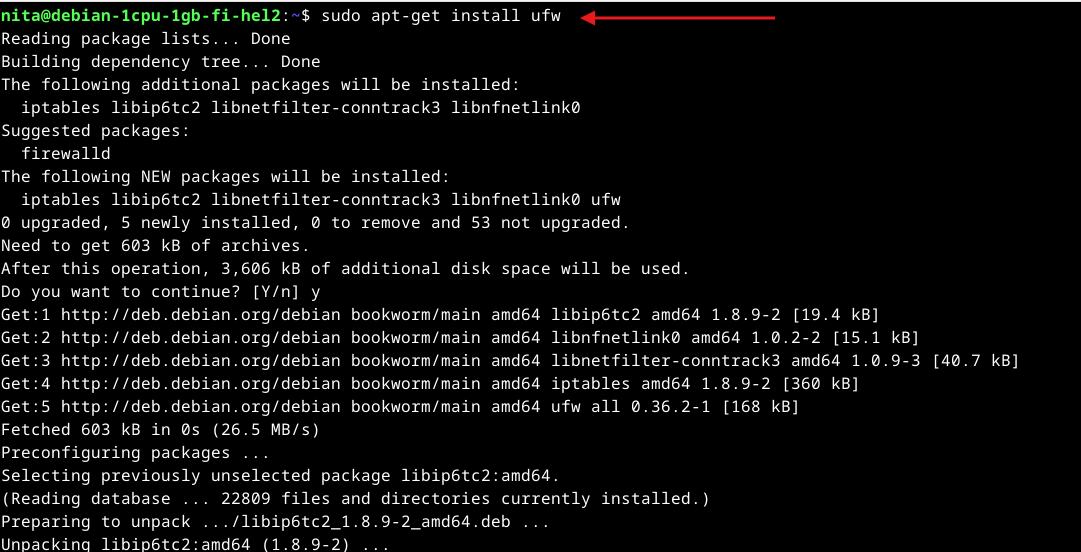 nita@debian-1cpu-1gb-fi-hel2:~$ sudo apt-get install ufw
Reading package lists... Done
Building dependency tree... Done
The following additional packages will be installed:
  iptables libip6tc2 libnetfilter-conntrack3 libnfnetlink0
Suggested packages:
  firewalld
The following NEW packages will be installed:
  iptables libip6tc2 libnetfilter-conntrack3 libnfnetlink0 ufw
0 upgraded, 5 newly installed, 0 to remove and 53 not upgraded.
Need to get 603 kB of archives.
After this operation, 3,606 kB of additional disk space will be used.
Do you want to continue? [Y/n] y
Get:1 http://deb.debian.org/debian bookworm/main amd64 libip6tc2 amd64 1.8.9-2 [19.4 kB]
Get:2 http://deb.debian.org/debian bookworm/main amd64 libnfnetlink0 amd64 1.0.2-2 [15.1 kB]
Get:3 http://deb.debian.org/debian bookworm/main amd64 libnetfilter-conntrack3 amd64 1.0.9-3 [40.7 kB]
Get:4 http://deb.debian.org/debian bookworm/main amd64 iptables amd64 1.8.9-2 [360 kB]
Get:5 http://deb.debian.org/debian bookworm/main amd64 ufw all 0.36.2-1 [168 kB]
Fetched 603 kB in 0s (26.5 MB/s)
Preconfiguring packages ...
Selecting previously unselected package libip6tc2:amd64.
(Reading database ... 22809 files and directories currently installed.)
Preparing to unpack .../libip6tc2_1.8.9-2_amd64.deb ...
Unpacking libip6tc2:amd64 (1.8.9-2) ...